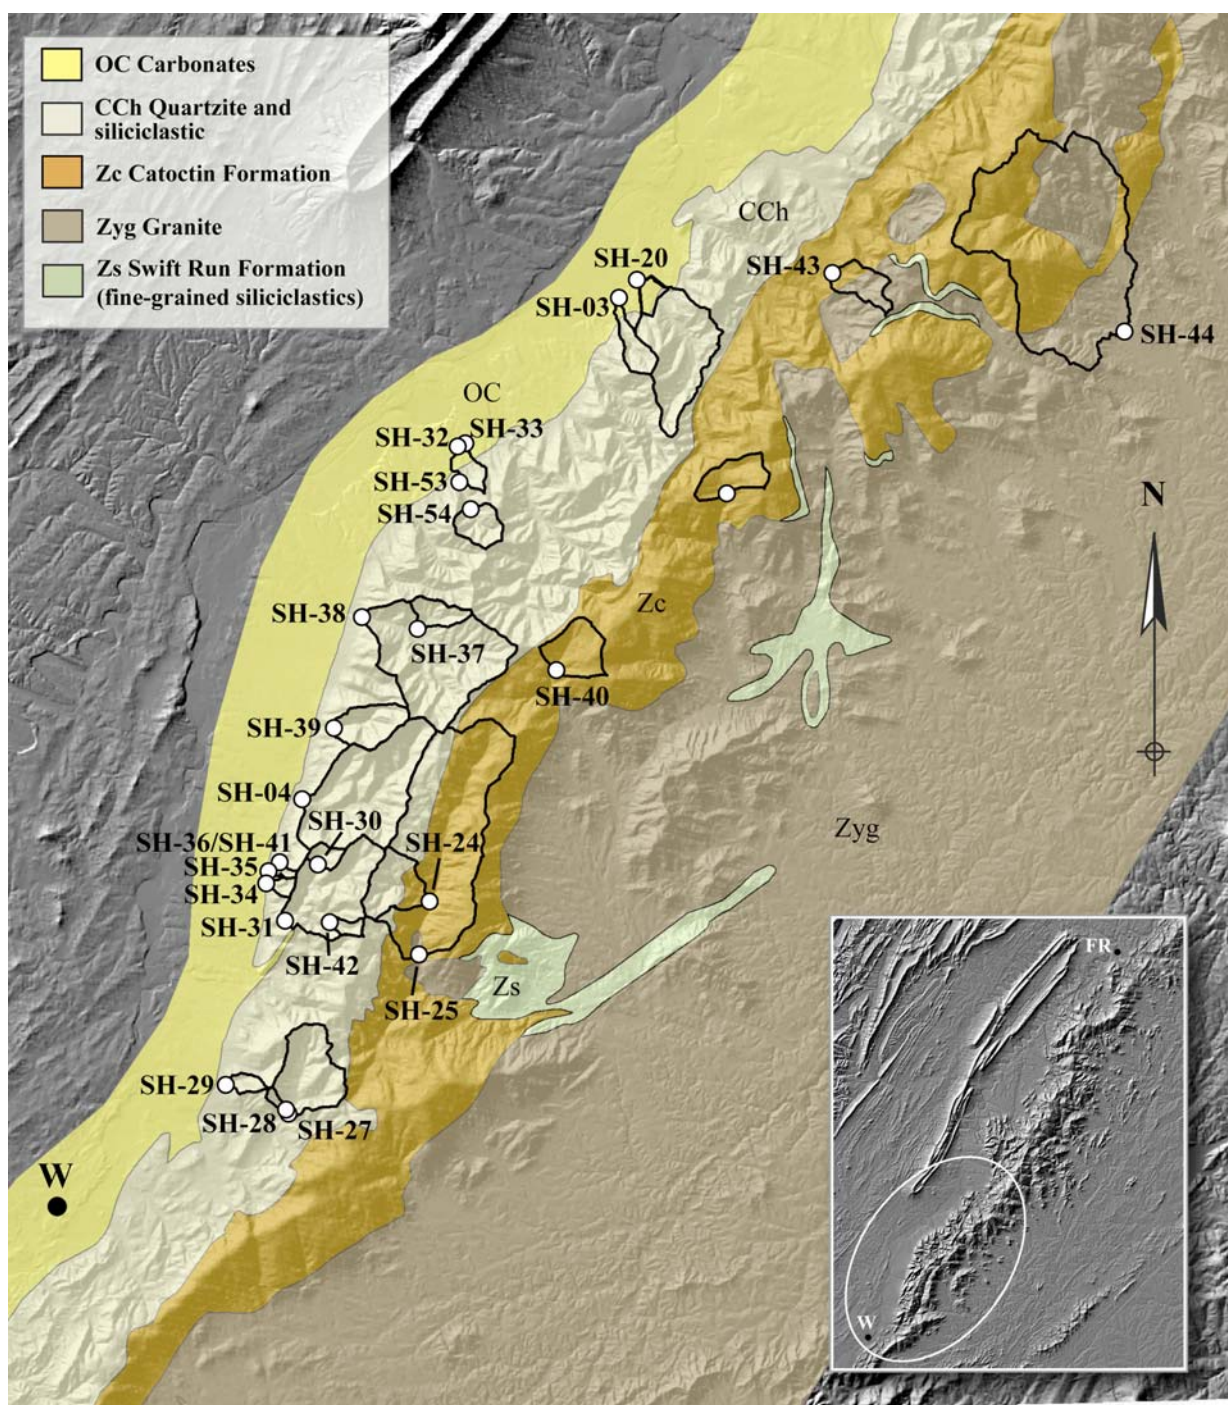 OC Carbonates
CCh Quartzite and
siliciclastic
Zc Catoctin Formation
Zyg Granite
Zs Swift Run Formation
(fine-grained siliciclastics)
CCh
SH-20
SH-43
SH-03
SH-44
OC
SH-33
SH-32
SH-53
SH-54
N
Zc
SH-38
SH-37
SH-40
SH-39
SH-04
SH-30
Zyg
SH-36/SH-41
SH-24
SH-35
SH-34
SH-31
SH-42
FR
Zs
SH-25
SH-29
SH-28
SH-27
W
W